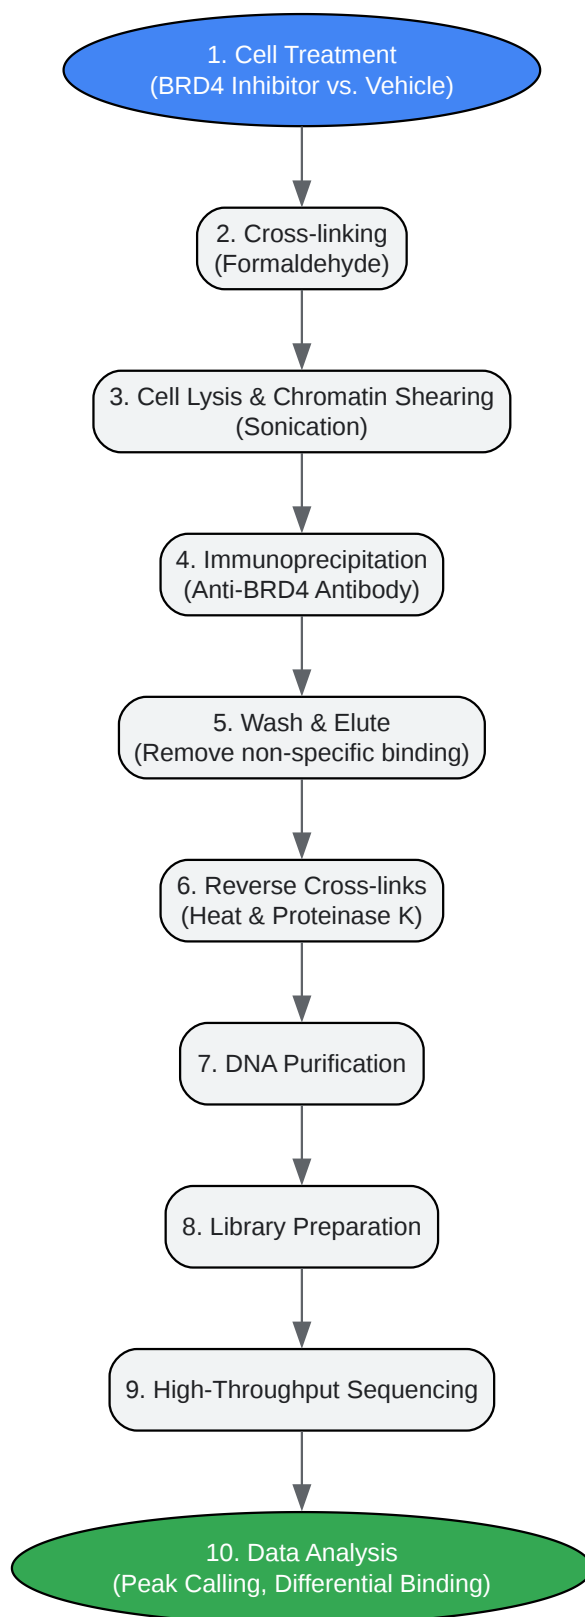 1. Cell Treatment
(BRD4 Inhibitor vs. Vehicle)
2. Cross-linking
(Formaldehyde)
3. Cell Lysis & Chromatin Shearing
(Sonication)
4. Immunoprecipitation
(Anti-BRD4 Antibody)
5. Wash & Elute
(Remove non-specific binding)
6. Reverse Cross-links
(Heat & Proteinase K)
7. DNA Purification
8. Library Preparation
9. High-Throughput Sequencing
10. Data Analysis
(Peak Calling, Differential Binding)